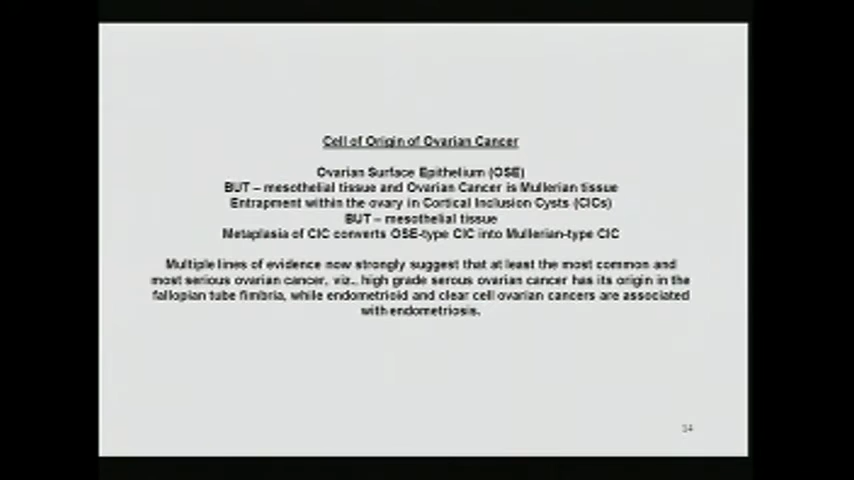 Cell of Origin of Ovarian Cancer
Ovarian Surface Epithelium (OSE)
BUT – mesothelial tissue and Ovarian Cancer is Mullerian tissue
Entrapment within the ovary in Cortical Inclusion Cysts (CICs)
BUT – mesothelial tissue
Metaplasia of CIC converts OSE-type CIC into Mullerian-type CIC
Multiple lines of evidence now strongly suggest that at least the most common and
most serious ovarian cancer, viz., high grade serous ovarian cancer has its origin in the
fallopian tube fimbria, while endometrioid and clear cell ovarian cancers are associated
with endometriosis.
14